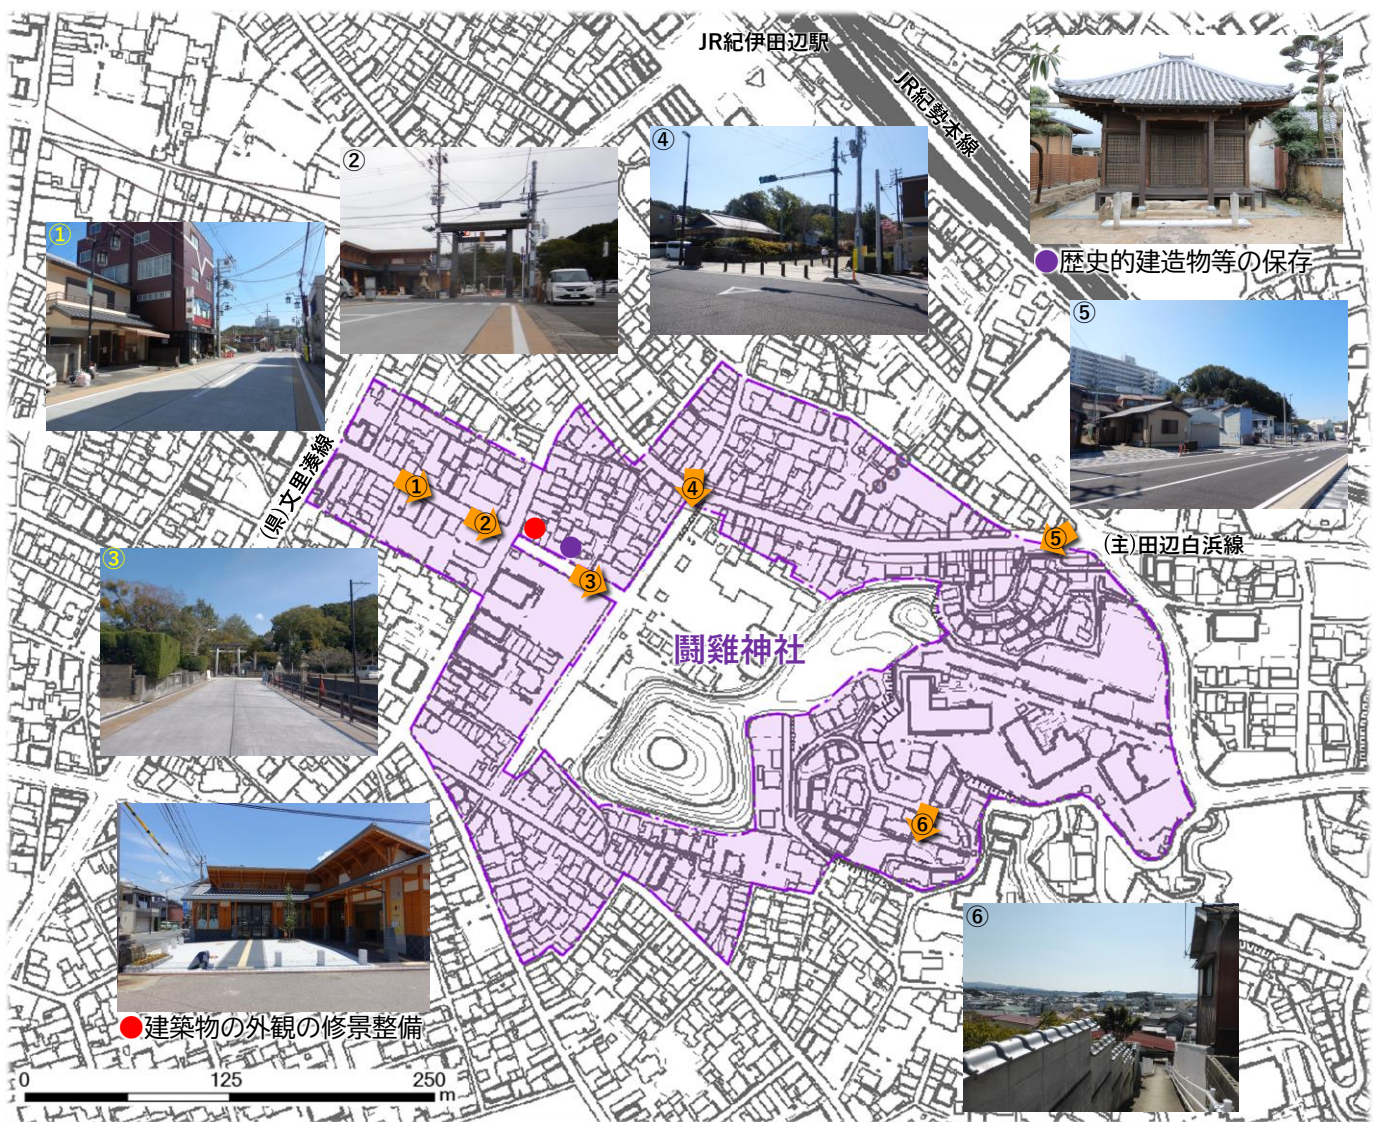 JR紀伊田辺駅
JR紀勢本線
④
②
①
●歴史的建造物等の保存
⑤
(県)文里湊線
①
②
④
⑤
(主)田辺白浜線
③
③
鬪雞神社
⑥
●建築物の外観の修景整備
⑥
0 125 250
m